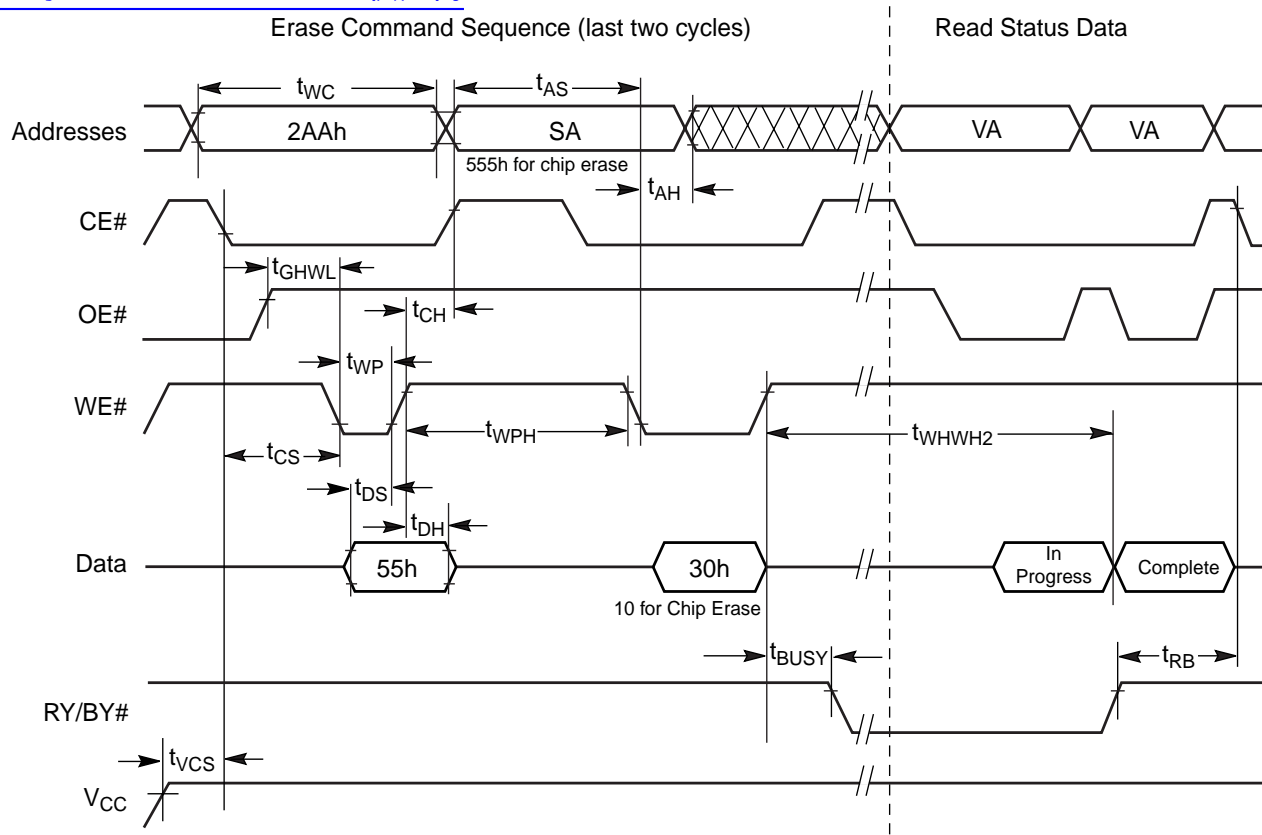 Erase Command Sequence (last two cycles)
Read Status Data
tWC
tAS
Addresses
2AAh
SA
VA
VA
555h for chip erase
tAH
CE#
tGHWL
OE#
tCH
tWP
WE#
tWPH
tWHWH2
tCS
tDS
tDH
Data
55h
30h
In
Progress
Complete
10 for Chip Erase
tBUSY
tRB
RY/BY#
tVCS
VCC